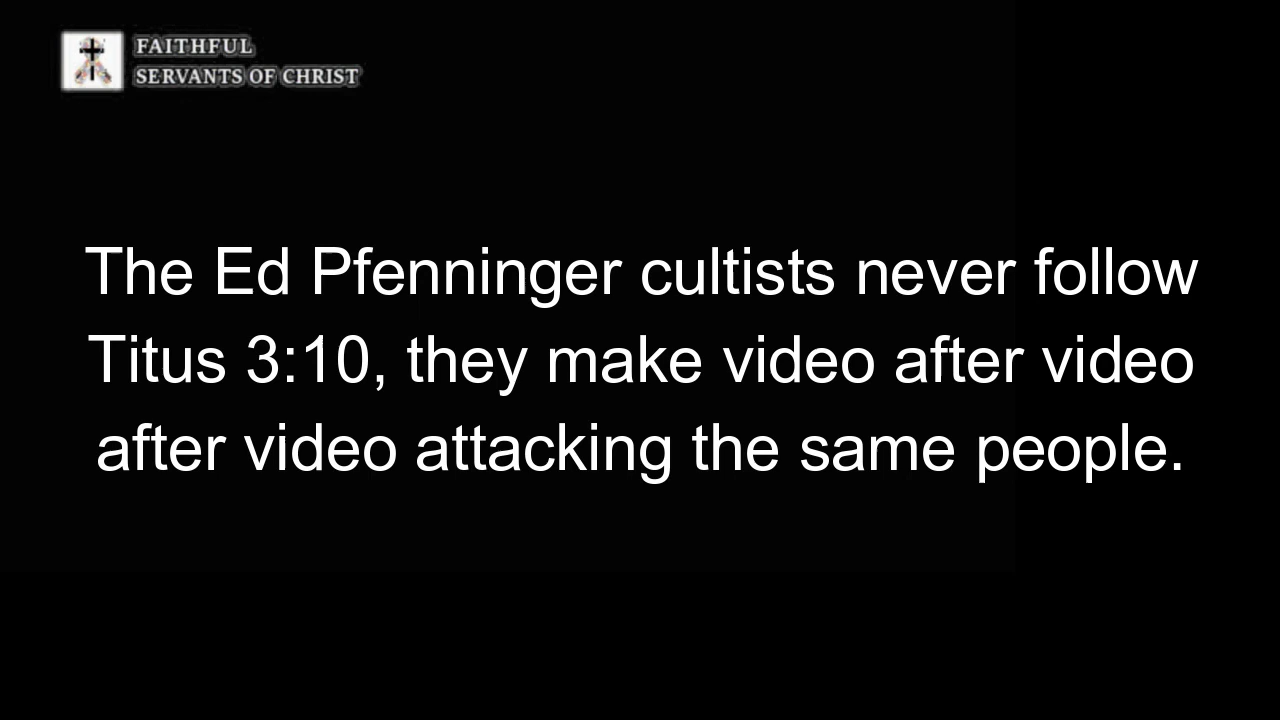 FAITHFUL
SERVANTS OF CHRIST
The Ed Pfenninger cultists never follow
Titus 3:10, they make video after video
after video attacking the same people.